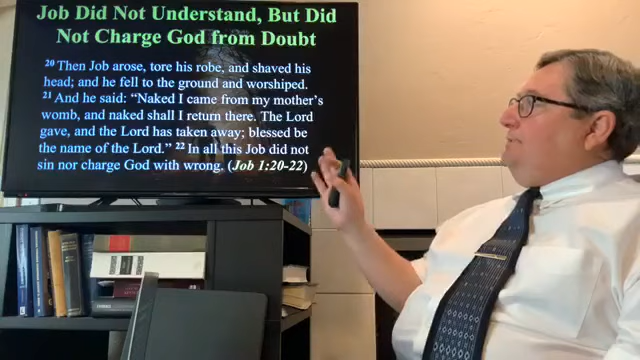 Job Did Not Understand, But Did
Not Charge God from Doubt
20 Then Job arose, tore his robe, and shaved his
head; and he fell to the ground and worshiped.
21 And he said: “Naked I came from my mother’s
womb, and naked shall I return there. The Lord
gave, and the Lord has taken away; blessed be
the name of the Lord.” 22 In all this Job did not
sin nor charge God with wrong. (Job 1:20-22)